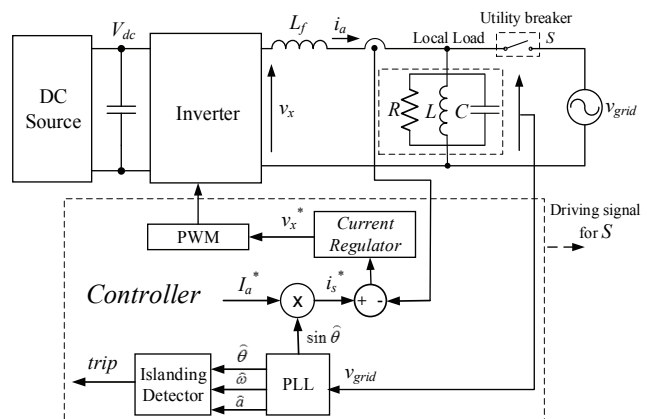 Utility breaker
V_dc
L_f
i_a
Local Load
S
DC
Source
Inverter
v_x
R
L
C
v_grid
v_x^*
Current
Regulator
PWM
Driving signal
for S
Controller
I_a^*
x
i_s^*
+ -
sin θ̂
trip
Islanding
Detector
θ̂
ω̂
â
PLL
v_grid